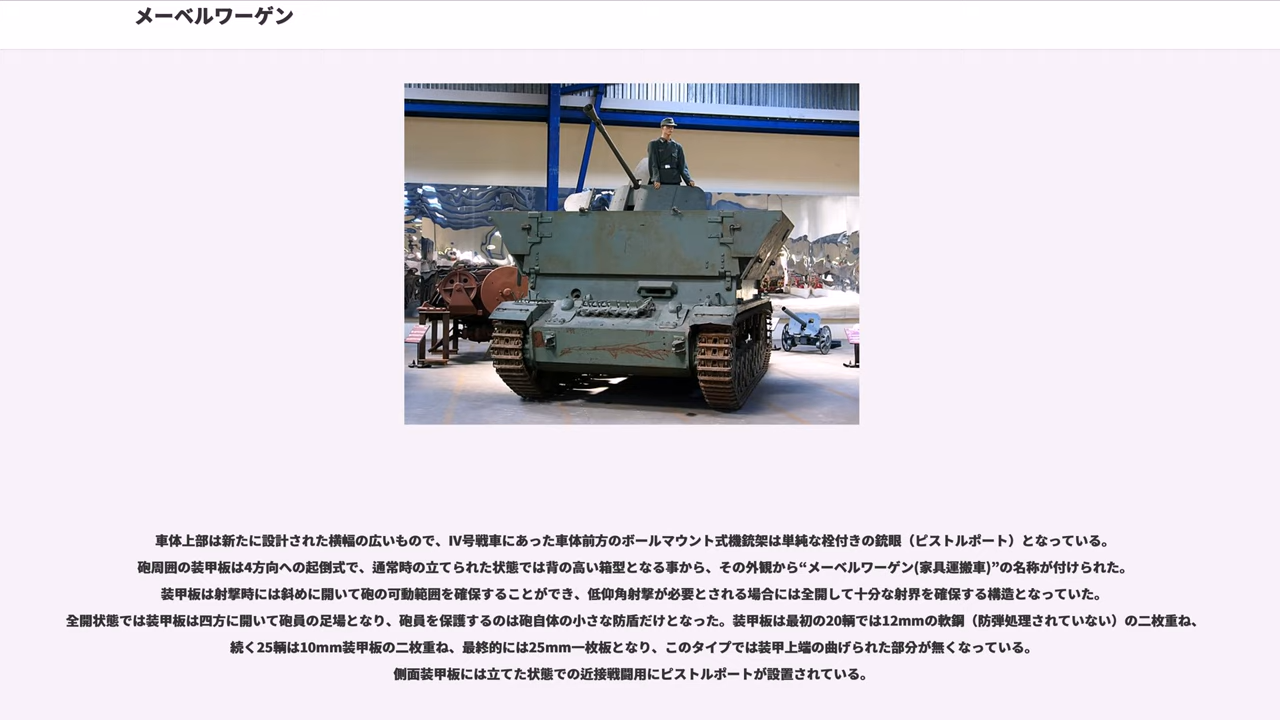 メーベルワーゲン
車体上部は新たに設計された横幅の広いもので、IV号戦車にあった車体前方のボールマウント式機銃架は単純な栓付きの銃眼（ピストルポート）となっている。
砲周囲の装甲板は4方向への起倒式で、通常時の立てられた状態では背の高い箱型となる事から、その外観から“メーベルワーゲン(家具運搬車)”の名称が付けられた。
装甲板は射撃時には斜めに開いて砲の可動範囲を確保することができ、低仰角射撃が必要とされる場合には全開して十分な射界を確保する構造となっていた。
全開状態では装甲板は四方に開いて砲員の足場となり、砲員を保護するのは砲自体の小さな防盾だけとなった。装甲板は最初の20輌では12mmの軟鋼（防弾処理されていない）の二枚重ね、
続く25輌は10mm装甲板の二枚重ね、最終的には25mm一枚板となり、このタイプでは装甲上端の曲げられた部分が無くなっている。
側面装甲板には立てた状態での近接戦闘用にピストルポートが設置されている。